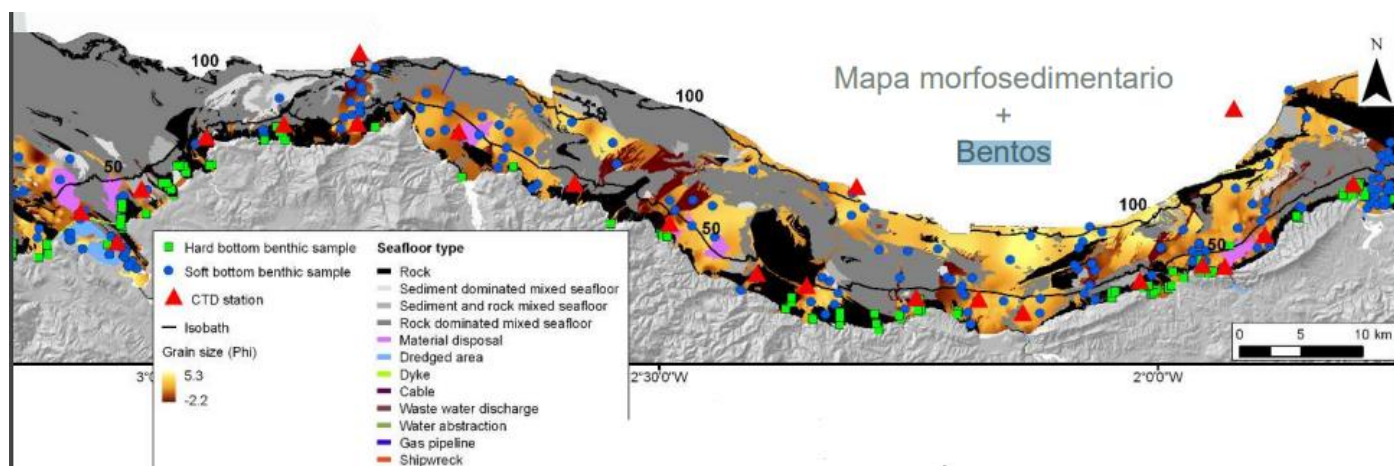 100
N
Mapa morfosedimentario
+
Bentos
100
50
100
50
50
Hard bottom benthic sample
Soft bottom benthic sample
CTD station
Isobath
Grain size (Phi)
5.3
-2.2
Seafloor type
Rock
Sediment dominated mixed seafloor
Sediment and rock mixed seafloor
Rock dominated mixed seafloor
Material disposal
Dredged area
Dyke
Cable
Waste water discharge
Water abstraction
Gas pipeline
Shipwreck
0 5 10 km
2°30'0"W
2°0'0"W